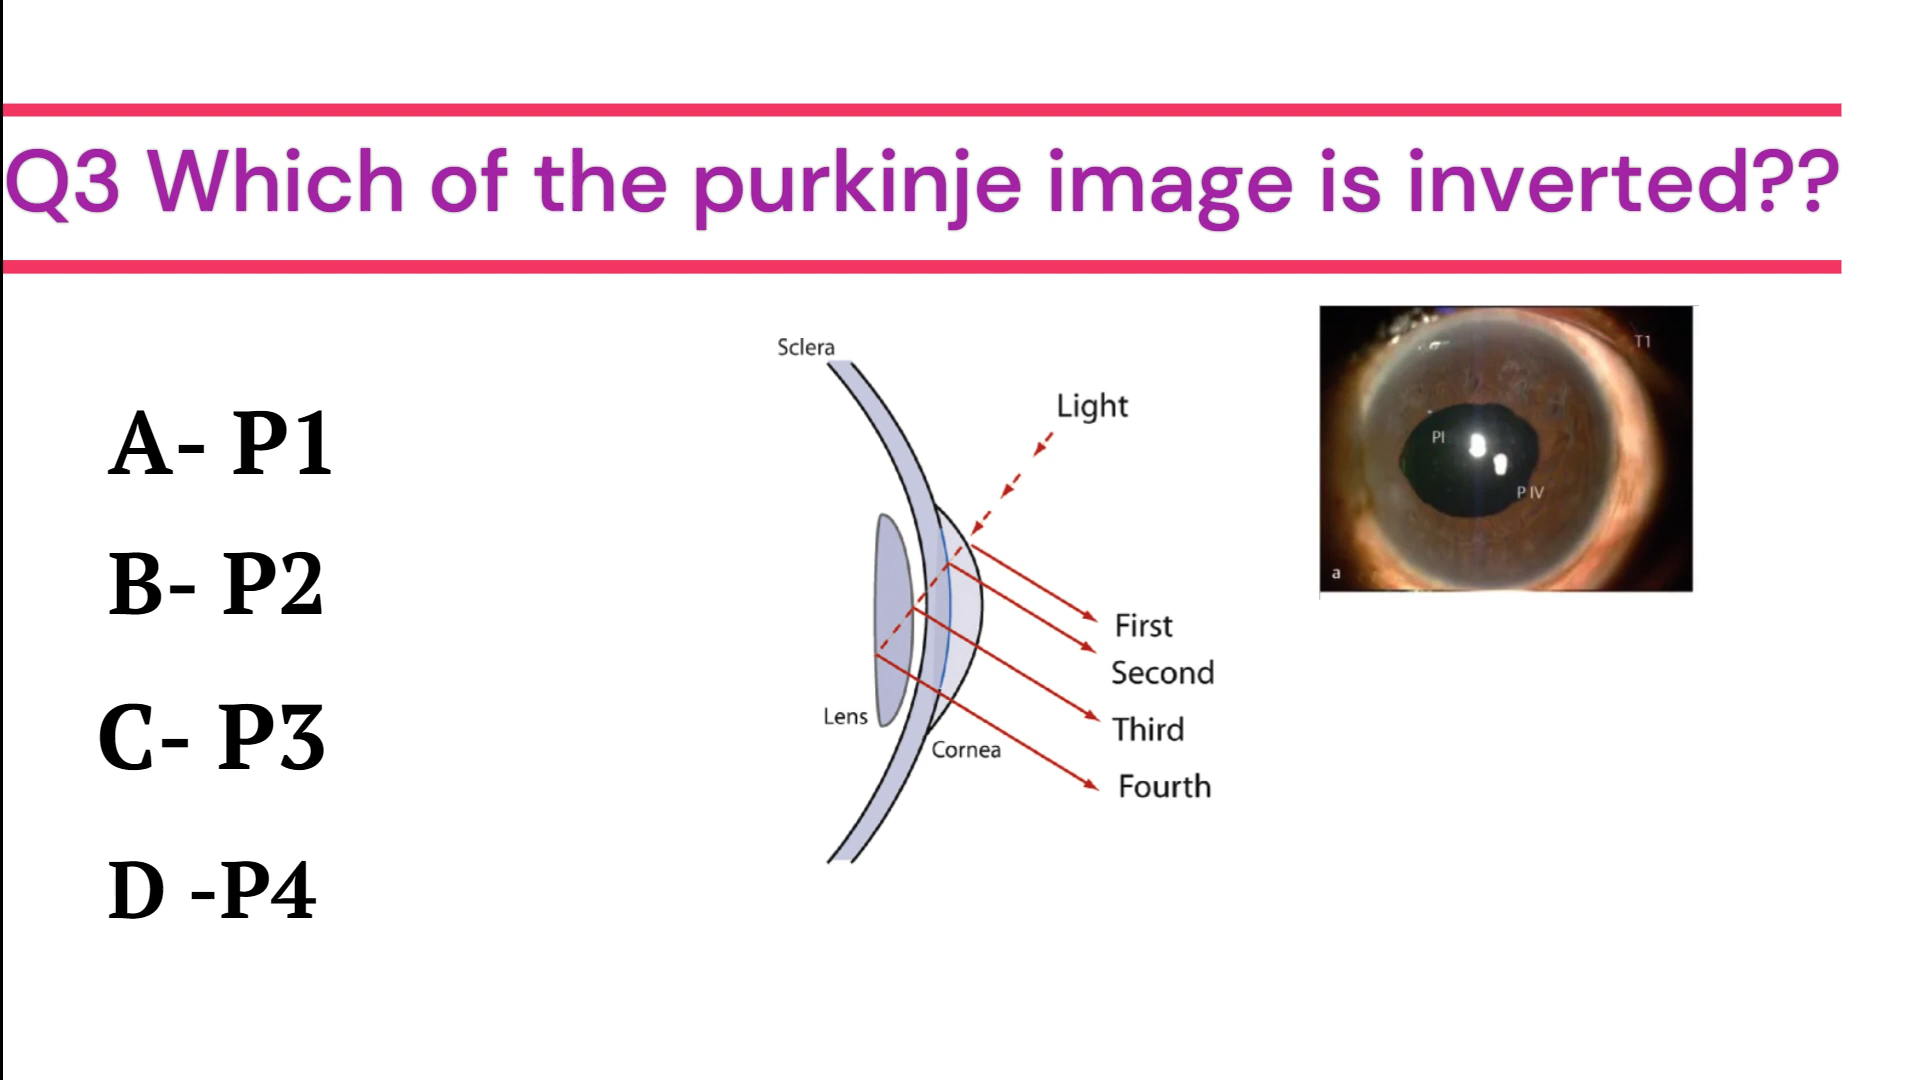 Q3 Which of the purkinje image is inverted??
A- P1
B- P2
C- P3
D -P4
Sclera
Light
First
Second
Third
Fourth
Lens
Cornea
T1
PI
P IV
a